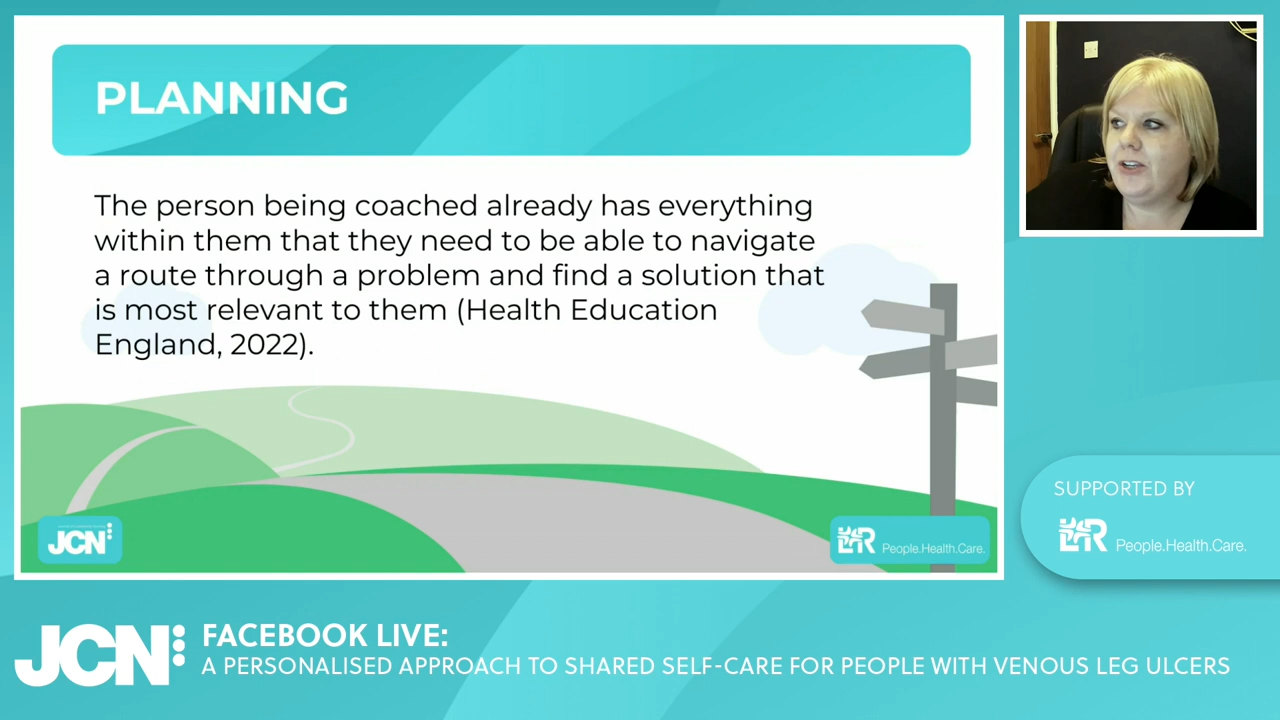 PLANNING
The person being coached already has everything
within them that they need to be able to navigate
a route through a problem and find a solution that
is most relevant to them (Health Education
England, 2022).
JCN
L&R People.Health.Care.
SUPPORTED BY
L&R People.Health.Care.
JCN
FACEBOOK LIVE:
A PERSONALISED APPROACH TO SHARED SELF-CARE FOR PEOPLE WITH VENOUS LEG ULCERS